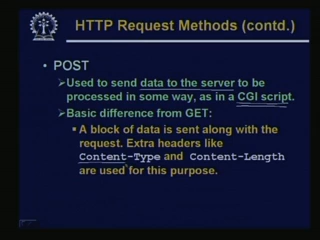 HTTP Request Methods (contd.)
• POST
➢Used to send data to the server to be
processed in some way, as in a CGI script.
➢Basic difference from GET:
▪ A block of data is sent along with the
request. Extra headers like
Content-Type and Content-Length
are used for this purpose.